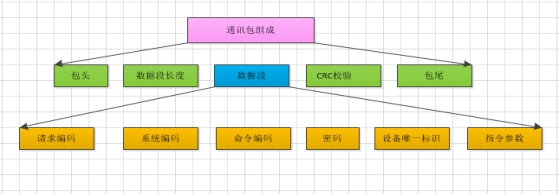 通讯包组成
包头
数据段长度
数据段
CRC校验
包尾
请求编码
系统编码
命令编码
密码
设备唯一标识
指令参数